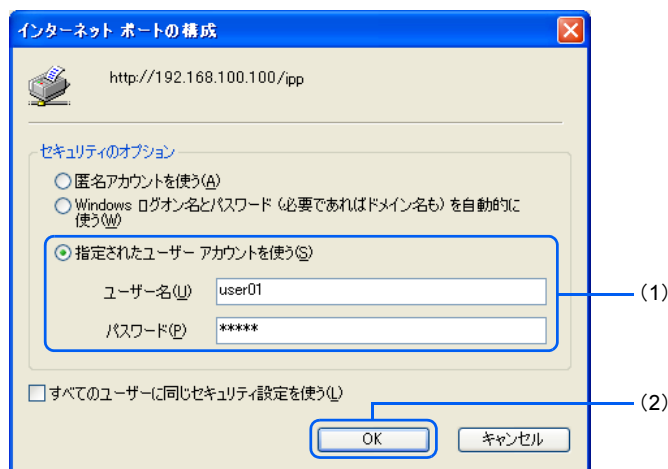 インターネット ポートの構成
http://192.168.100.100/ipp
セキュリティのオプション
匿名アカウントを使う(A)
Windows ログオン名とパスワード (必要であればドメイン名も) を自動的に
使う(W)
指定されたユーザー アカウントを使う(S)
ユーザー名(U) user01
(1)
パスワード(P) *****
すべてのユーザーに同じセキュリティ設定を使う(L)
(2)
OK キャンセル